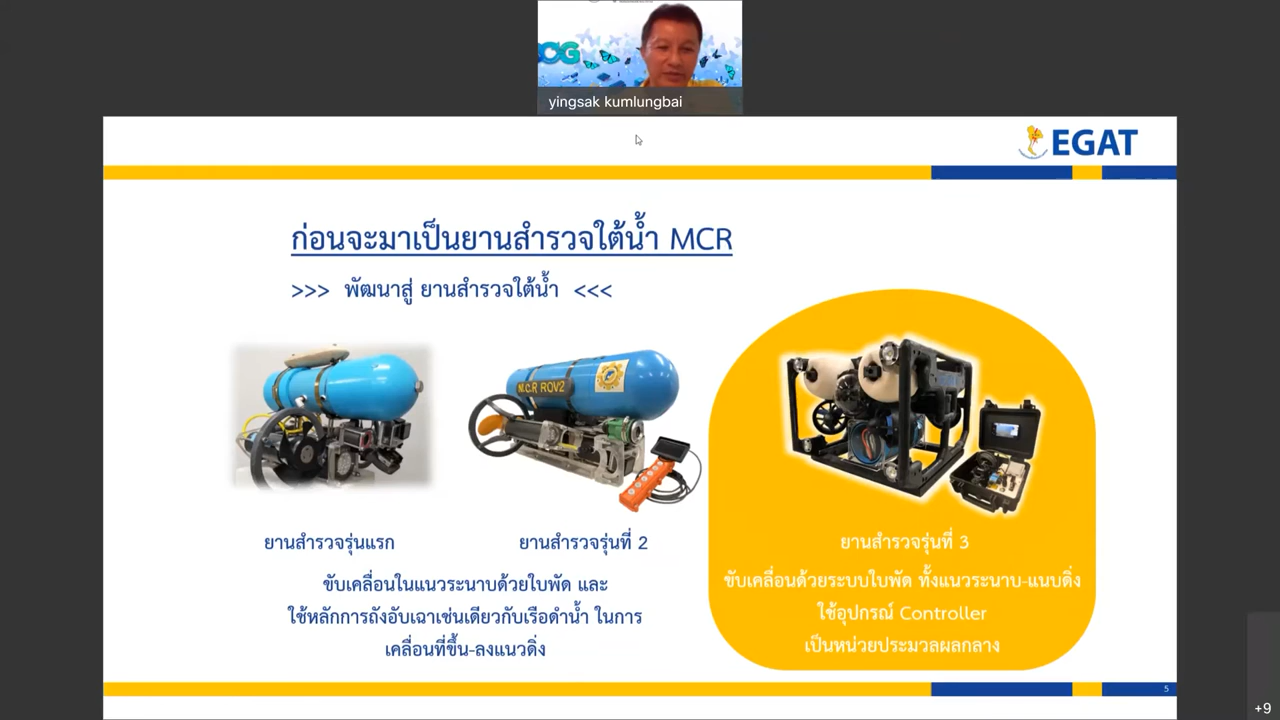 CG
yingsak kumlungbai
EGAT
ก่อนจะมาเป็นยานสำรวจใต้น้ำ MCR
>>> พัฒนาสู่ ยานสำรวจใต้น้ำ <<<
M.C.R ROV2
ยานสำรวจรุ่นแรก
ยานสำรวจรุ่นที่ 2
ขับเคลื่อนในแนวระนาบด้วยใบพัด และ
ใช้หลักการถังอับเฉาเช่นเดียวกับเรือดำน้ำ ในการ
เคลื่อนที่ขึ้น-ลงแนวดิ่ง
ยานสำรวจรุ่นที่ 3
ขับเคลื่อนด้วยระบบใบพัด ทั้งแนวระนาบ-แนบดิ่ง
ใช้อุปกรณ์ Controller
เป็นหน่วยประมวลผลกลาง
5
+9